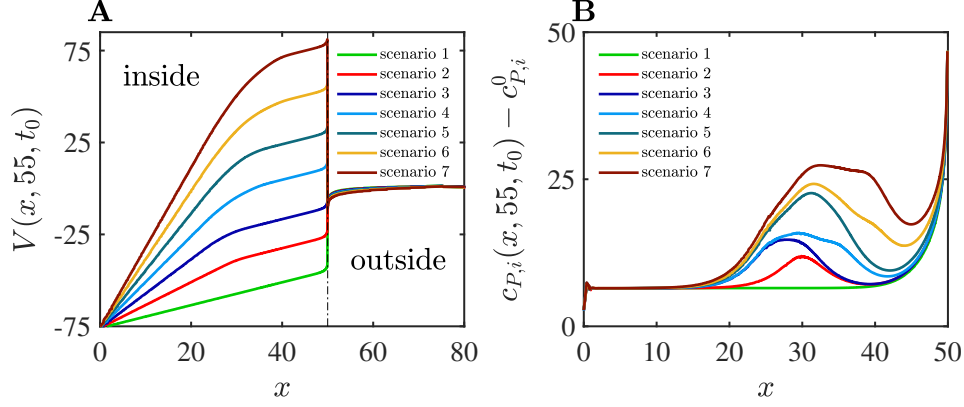 A
V(x, 55, t₀)
75
25
-25
-75
inside
outside
scenario 1
scenario 2
scenario 3
scenario 4
scenario 5
scenario 6
scenario 7
0 20 40 60 80
x
B
c_{P,i}(x, 55, t₀) − c⁰_{P,i}
50
25
0
scenario 1
scenario 2
scenario 3
scenario 4
scenario 5
scenario 6
scenario 7
0 10 20 30 40 50
x